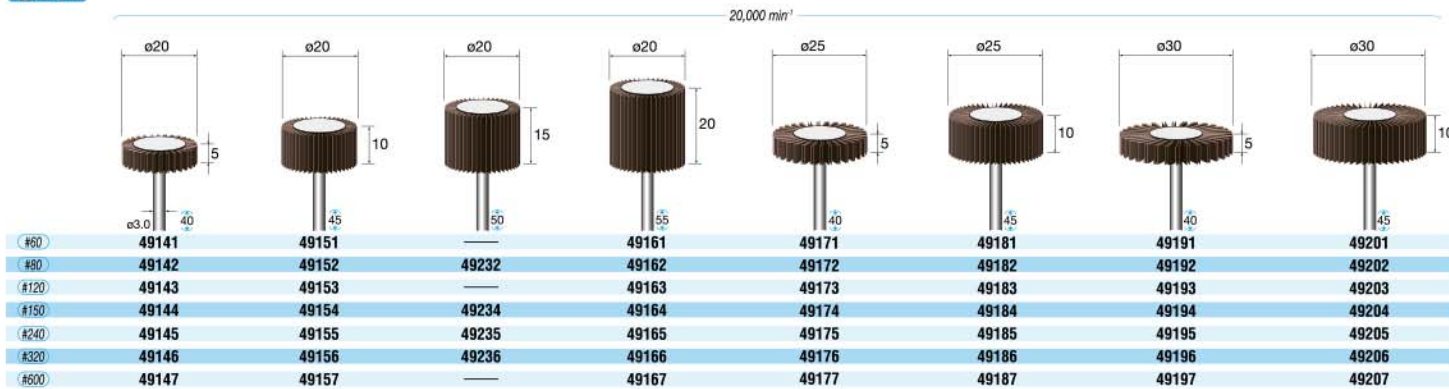 20,000 min⁻¹
ø20 ø20 ø20 ø20 ø25 ø25 ø30 ø30
5 10 15 20 5 10 5 10
ø3.0 40 45 50 55 40 45 40 45
#60 49141 49151 — 49161 49171 49181 49191 49201
#80 49142 49152 49232 49162 49172 49182 49192 49202
#120 49143 49153 — 49163 49173 49183 49193 49203
#150 49144 49154 49234 49164 49174 49184 49194 49204
#240 49145 49155 49235 49165 49175 49185 49195 49205
#320 49146 49156 49236 49166 49176 49186 49196 49206
#600 49147 49157 — 49167 49177 49187 49197 49207